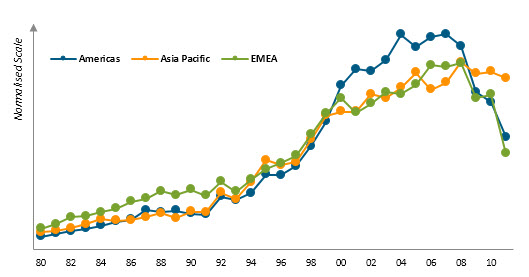 Normalised Scale
Americas Asia Pacific EMEA
80 82 84 86 88 90 92 94 96 98 00 02 04 06 08 10